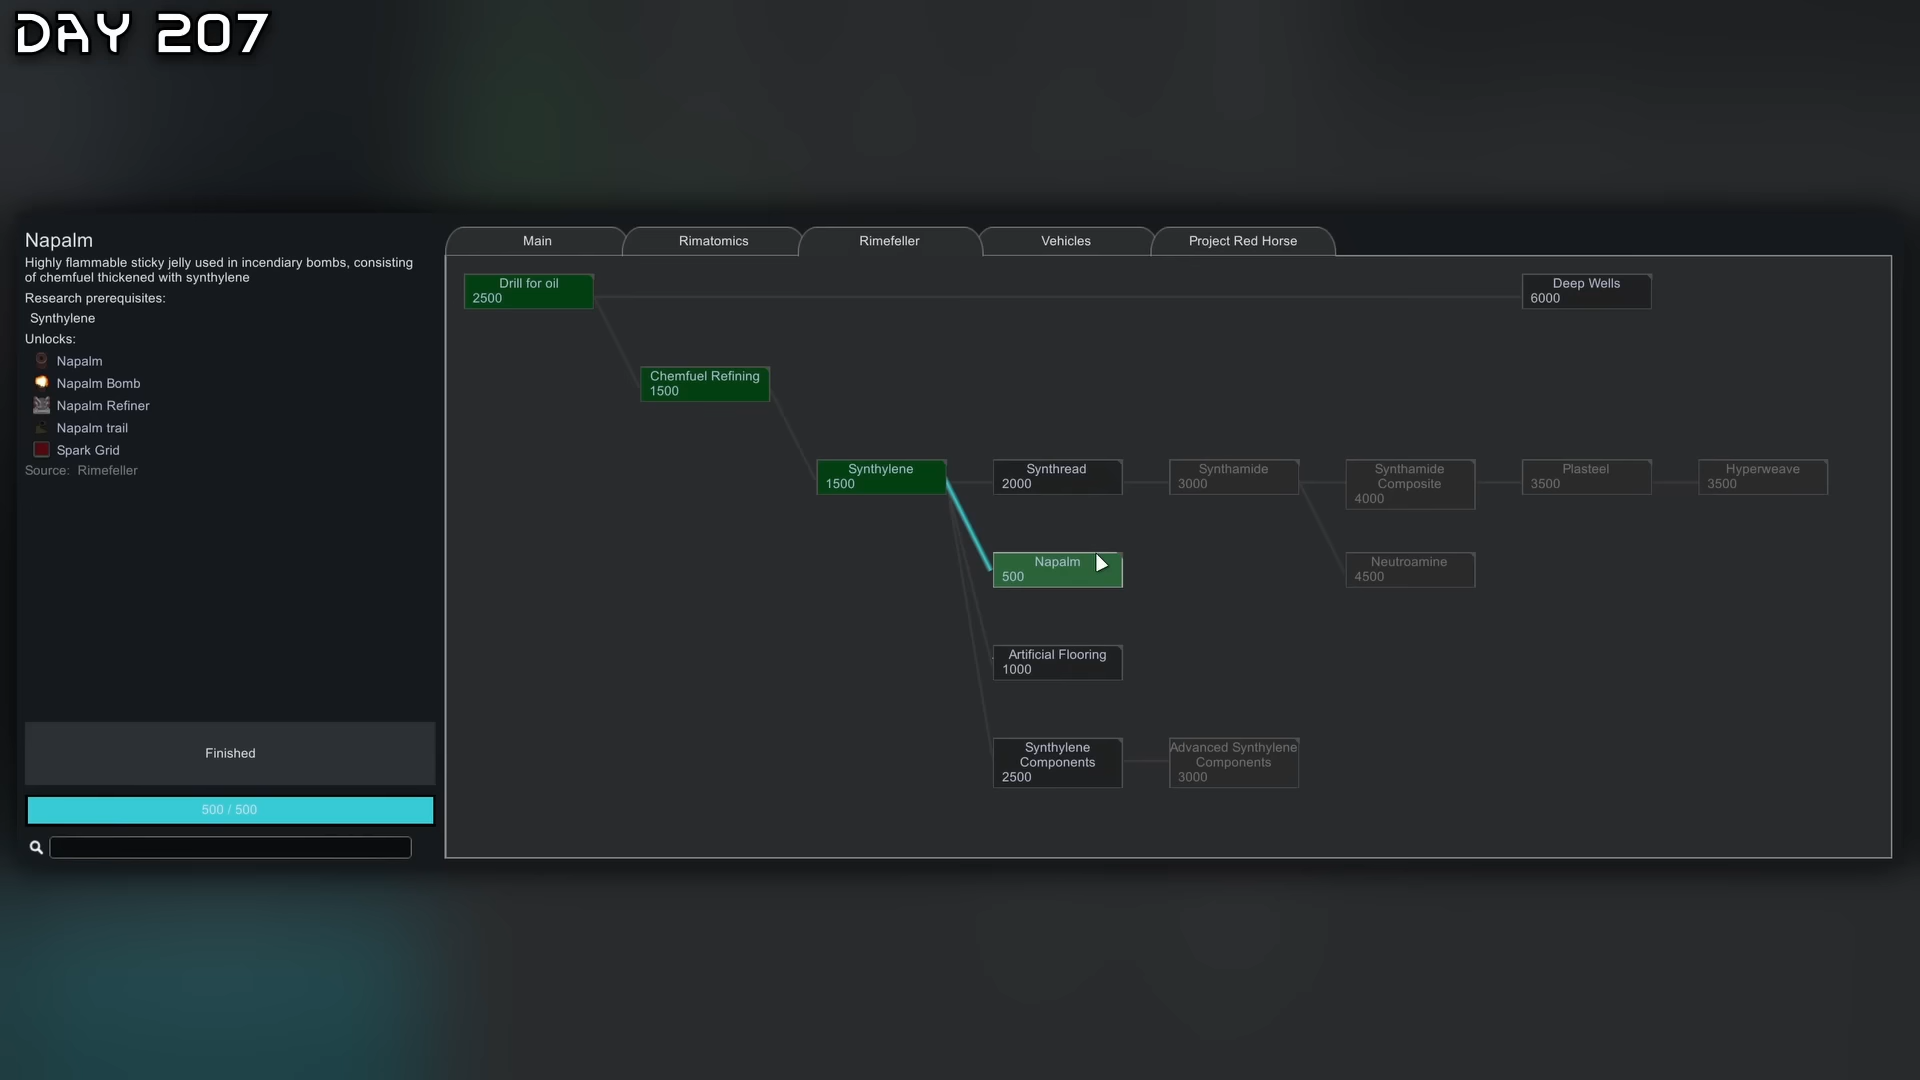 DAY 207
Napalm
Highly flammable sticky jelly used in incendiary bombs, consisting
of chemfuel thickened with synthylene
Research prerequisites:
Synthylene
Unlocks:
Napalm
Napalm Bomb
Napalm Refiner
Napalm trail
Spark Grid
Source: Rimefeller
Finished
500 / 500
Main
Rimatomics
Rimefeller
Vehicles
Project Red Horse
Drill for oil
2500
Deep Wells
6000
Chemfuel Refining
1500
Synthylene
1500
Synthread
2000
Synthamide
3000
Synthamide
Composite
4000
Plasteel
3500
Hyperweave
3500
Napalm
500
Neutroamine
4500
Artificial Flooring
1000
Synthylene
Components
2500
Advanced Synthylene
Components
3000